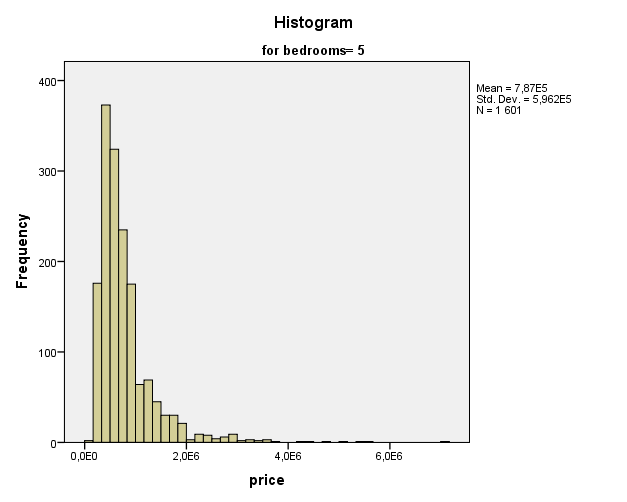 Histogram
for bedrooms= 5
Mean = 7,87E5
Std. Dev. = 5,962E5
N = 1 601
400
300
200
100
0
Frequency
0,0E0 2,0E6 4,0E6 6,0E6
price